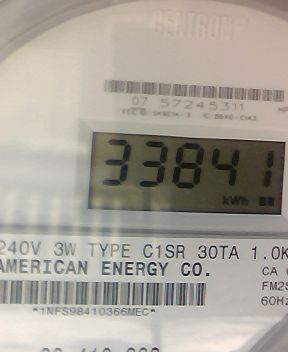 CENTRON
07 57245311
33841
kWh
240V 3W TYPE C1SR 30TA 1.0K
AMERICAN ENERGY CO.
CA
FM2S
60Hz
*1NFS98410366MEC*